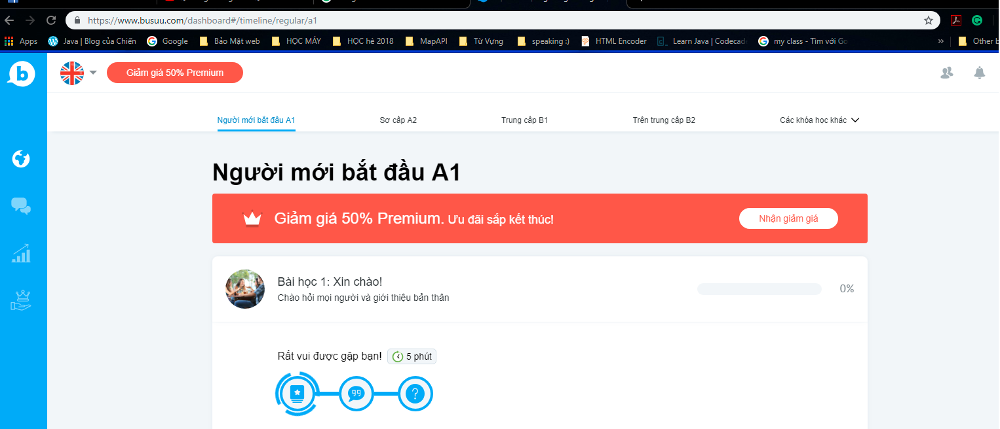 https://www.busuu.com/dashboard#/timeline/regular/a1
Apps Java | Blog của Chiến Google Bảo Mật web HỌC MÁY HỌC hè 2018 MapAPI Từ Vựng speaking :) HTML Encoder Learn Java | Codecad my class - Tìm với Go » Other b
b Giảm giá 50% Premium
Người mới bắt đầu A1 Sơ cấp A2 Trung cấp B1 Trên trung cấp B2 Các khóa học khác
Người mới bắt đầu A1
Giảm giá 50% Premium. Ưu đãi sắp kết thúc! Nhận giảm giá
Bài học 1: Xin chào! 0%
Chào hỏi mọi người và giới thiệu bản thân
Rất vui được gặp bạn! 5 phút
?